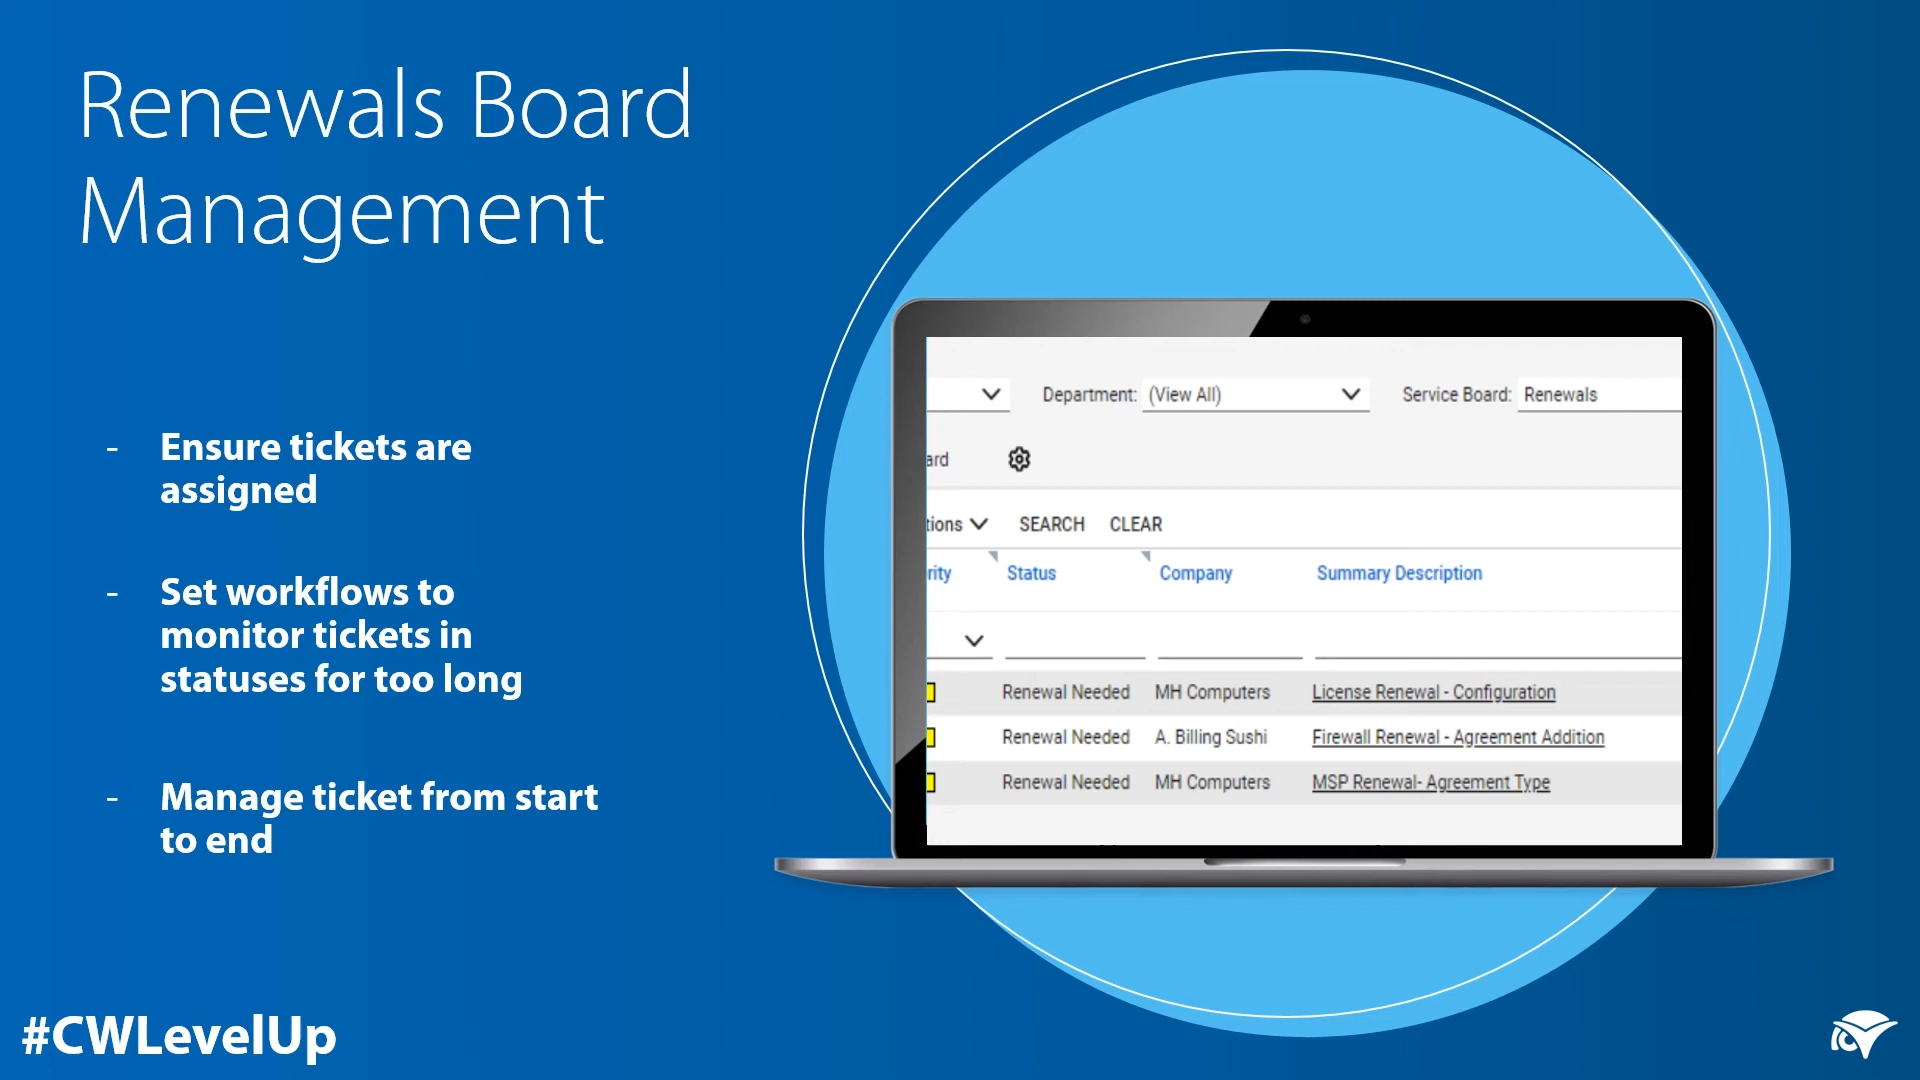 Renewals Board
Management
- Ensure tickets are
assigned
- Set workflows to
monitor tickets in
statuses for too long
- Manage ticket from start
to end
#CWLevelUp
Department: (View All) Service Board: Renewals
ard
tions SEARCH CLEAR
rity Status Company Summary Description
Renewal Needed MH Computers License Renewal - Configuration
Renewal Needed A. Billing Sushi Firewall Renewal - Agreement Addition
Renewal Needed MH Computers MSP Renewal- Agreement Type